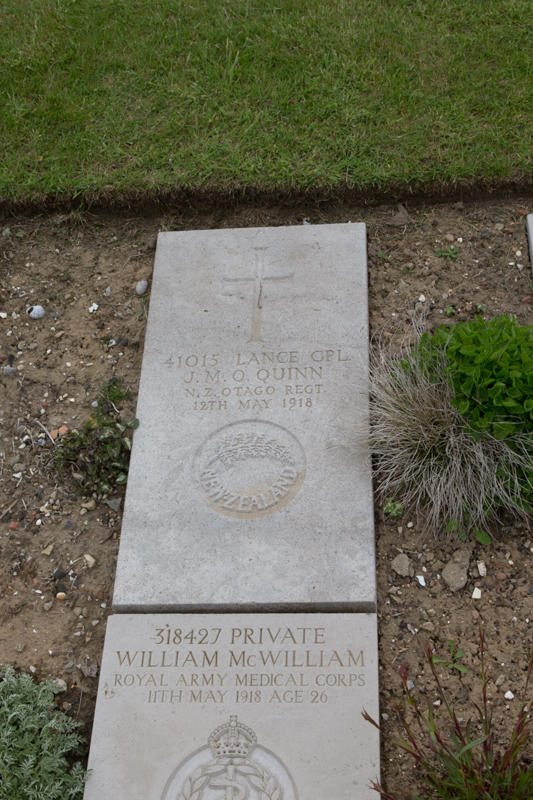 41015 LANCE CPL.
J. M. Q. QUINN
N.Z. OTAGO REGT.
12TH MAY 1918
NEW ZEALAND
318427 PRIVATE
WILLIAM McWILLIAM
ROYAL ARMY MEDICAL CORPS
11TH MAY 1918 AGE 26